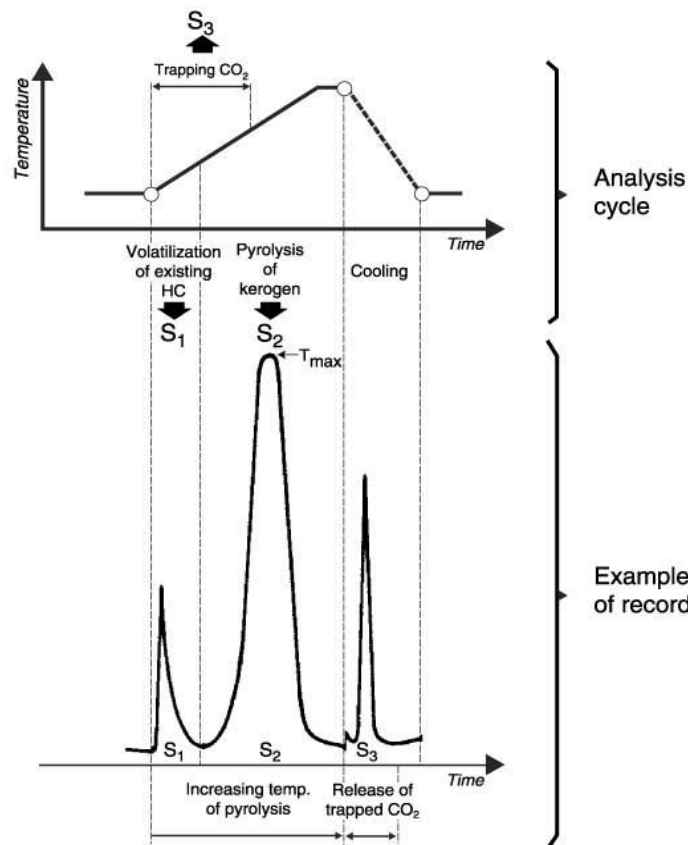 S3
Trapping CO2
Temperature
Time
Analysis
cycle
Volatilization
of existing
HC
Pyrolysis
of
kerogen
Cooling
S1
S2
Tmax
Example
of record
S1
S2
S3
Time
Increasing temp.
of pyrolysis
Release of
trapped CO2